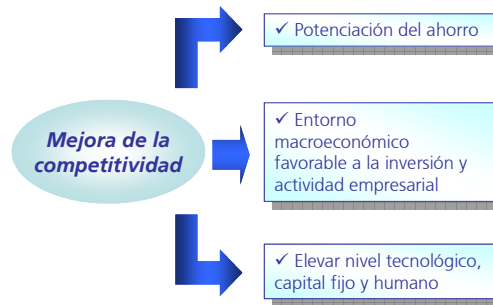 ✓ Potenciación del ahorro
Mejora de la
competitividad
✓ Entorno
macroeconómico
favorable a la inversión y
actividad empresarial
✓ Elevar nivel tecnológico,
capital fijo y humano